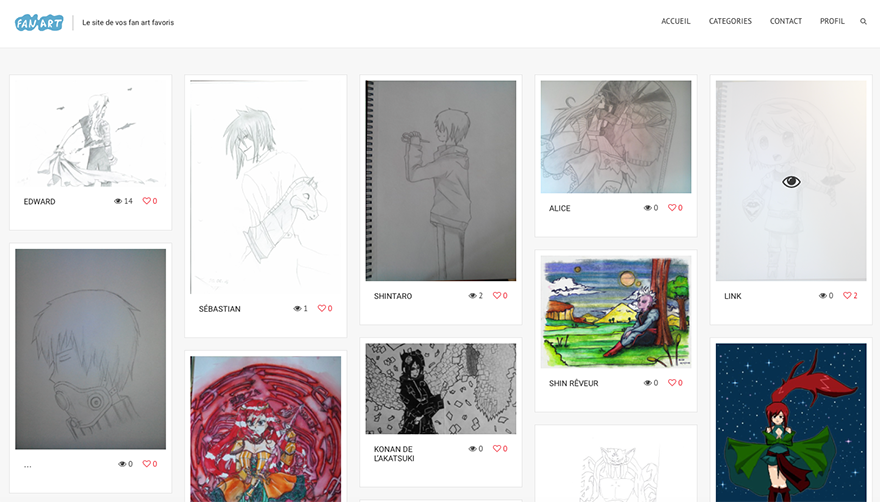 FAN ART
Le site de vos fan art favoris
ACCUEIL
CATEGORIES
CONTACT
PROFIL
EDWARD
14
0
SÉBASTIAN
1
0
SHINTARO
2
0
ALICE
0
0
LINK
0
2
...
0
0
KONAN DE
L'AKATSUKI
0
0
SHIN RÊVEUR
0
0